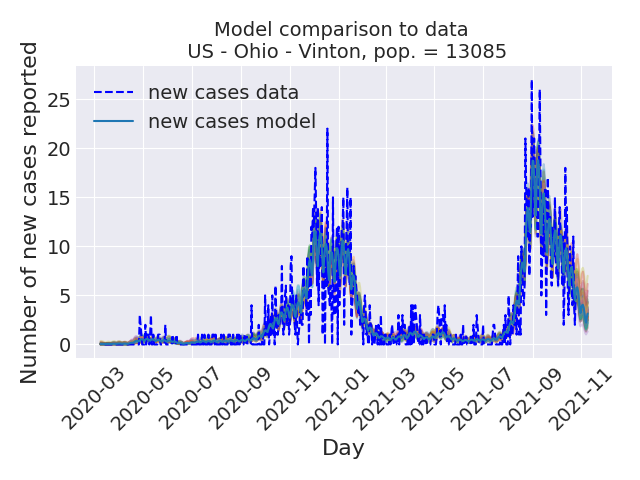 Model comparison to data
US - Ohio - Vinton, pop. = 13085
new cases data
new cases model
Number of new cases reported
25
20
15
10
5
0
2020-03
2020-05
2020-07
2020-09
2020-11
2021-01
2021-03
2021-05
2021-07
2021-09
2021-11
Day